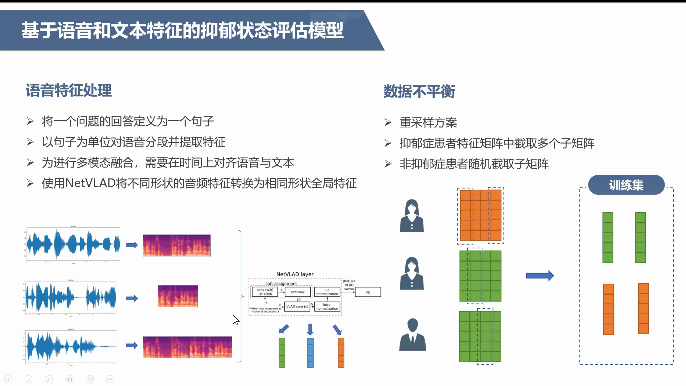 基于语音和文本特征的抑郁状态评估模型
语音特征处理
将一个问题的回答定义为一个句子
以句子为单位对语音分段并提取特征
为进行多模态融合，需要在时间上对齐语音与文本
使用NetVLAD将不同形状的音频特征转换为相同形状全局特征
NetVLAD layer
数据不平衡
重采样方案
抑郁症患者特征矩阵中截取多个子矩阵
非抑郁症患者随机截取子矩阵
训练集